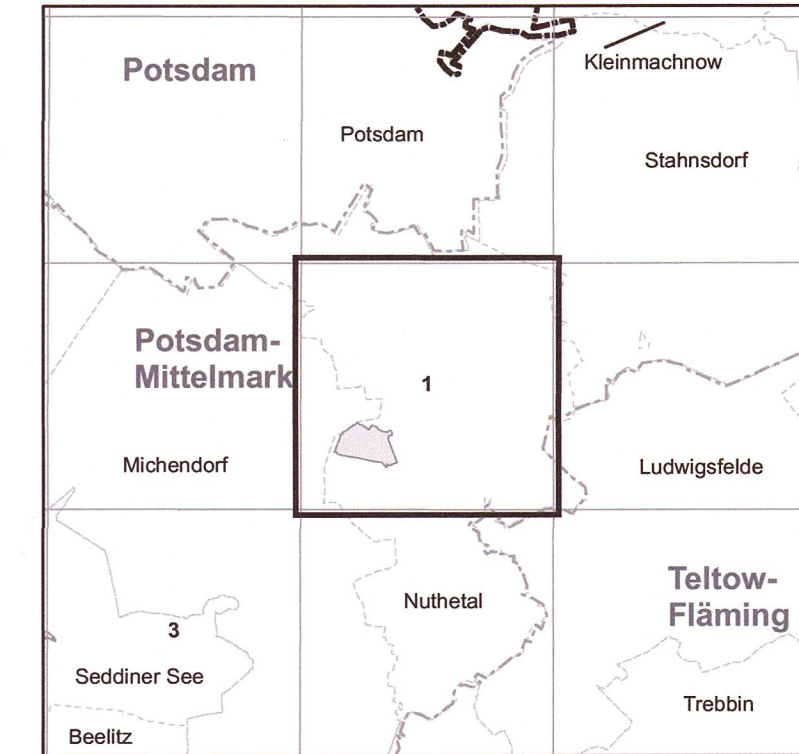 Potsdam
Kleinmachnow
Potsdam
Stahnsdorf
Potsdam-
Mittelmark
1
Michendorf
Ludwigsfelde
Teltow-
Fläming
Nuthetal
3
Seddiner See
Trebbin
Beelitz